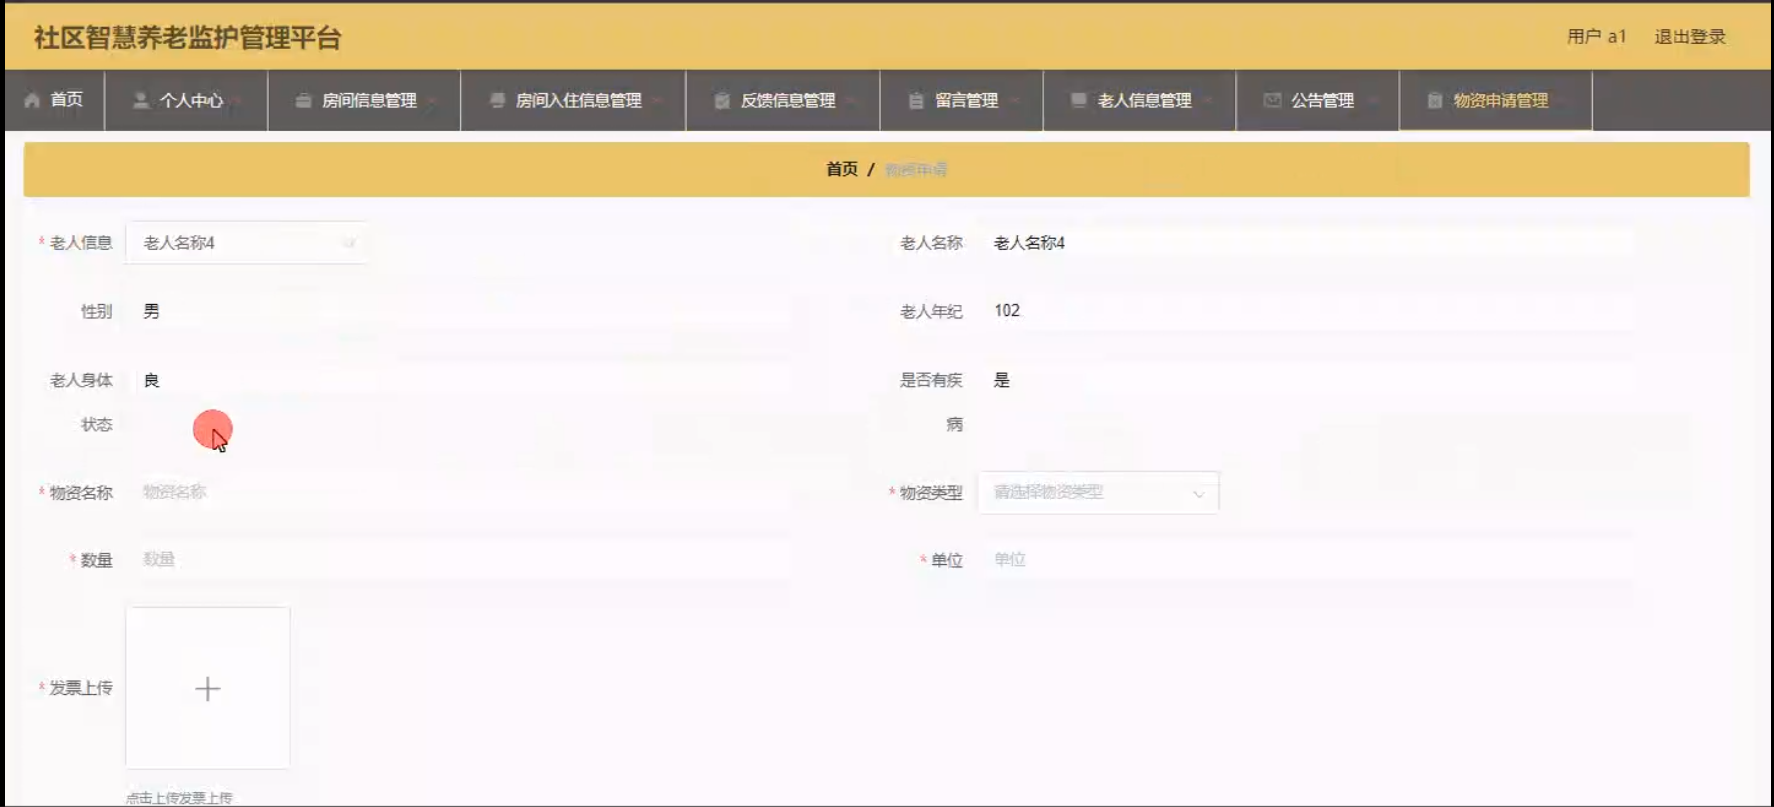 社区智慧养老监护管理平台
用户 a1 退出登录
首页 个人中心 房间信息管理 房间入住信息管理 反馈信息管理 留言管理 老人信息管理 公告管理 物资申请管理
首页 / 物资申请
* 老人信息 老人名称4 老人名称 老人名称4
性别 男 老人年纪 102
老人身体 良 是否有疾 是
状态 病
* 物资名称 物资名称 * 物资类型 请选择物资类型
* 数量 数量 * 单位 单位
* 发票上传
点击上传发票上传